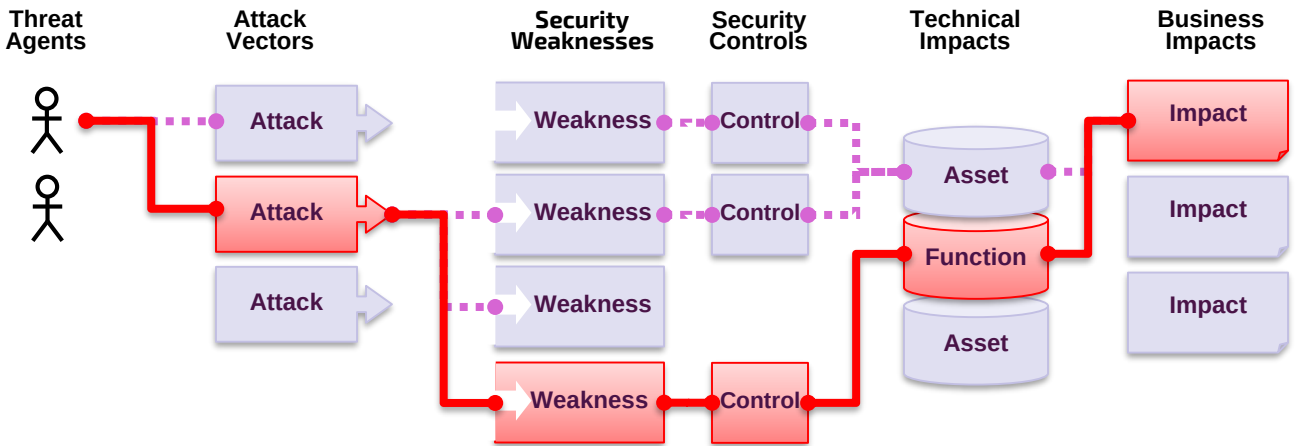 Threat
Agents
Attack
Vectors
Security
Weaknesses
Security
Controls
Technical
Impacts
Business
Impacts
Attack
Weakness
Control
Impact
Asset
Attack
Weakness
Control
Impact
Function
Attack
Weakness
Impact
Asset
Weakness
Control